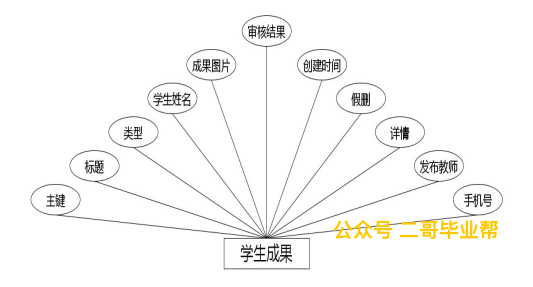 审核结果
成果图片
创建时间
学生姓名
假删
类型
详情
标题
发布教师
主键
手机号
公众号 二哥毕业帮
学生成果